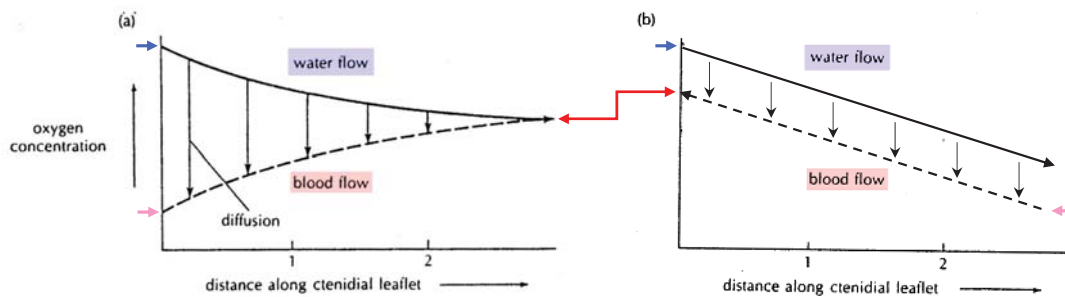 (a)
water flow
oxygen
concentration
blood flow
diffusion
1
2
distance along ctenidial leaflet
(b)
water flow
blood flow
1
2
distance along ctenidial leaflet